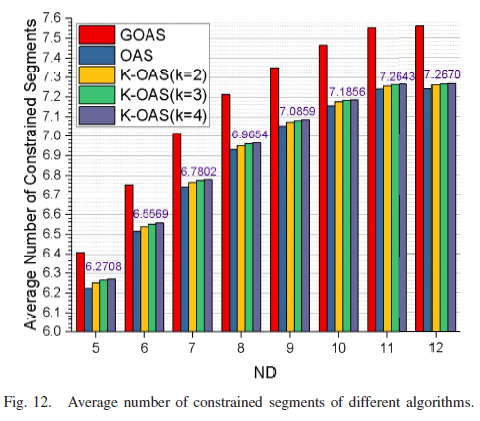 Average Number of Constrained Segments
7.6
7.5
7.4
7.3
7.2
7.1
7.0
6.9
6.8
6.7
6.6
6.5
6.4
6.3
6.2
6.1
6.0
GOAS
OAS
K-OAS(k=2)
K-OAS(k=3)
K-OAS(k=4)
6.2708
6.5569
6.7802
6.9654
7.0859
7.1856
7.2643
7.2670
5 6 7 8 9 10 11 12
ND
Fig. 12. Average number of constrained segments of different algorithms.